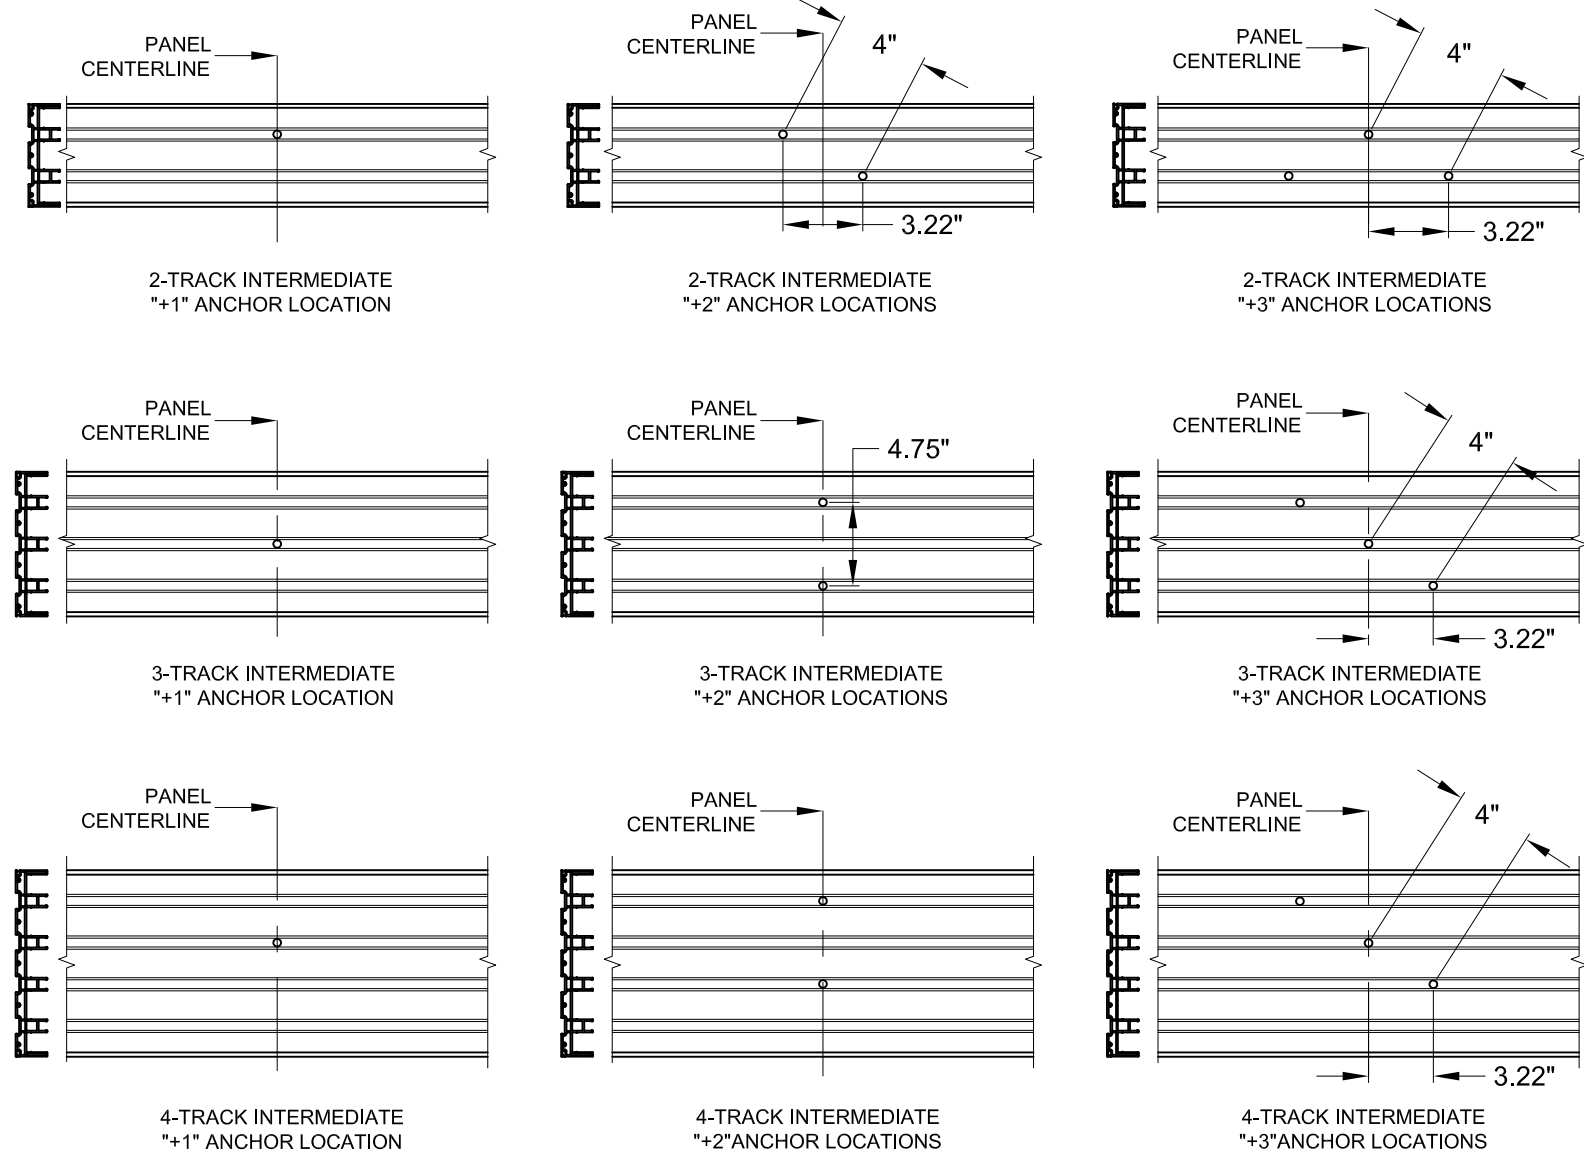 PANEL
CENTERLINE
2-TRACK INTERMEDIATE
"+1" ANCHOR LOCATION
PANEL
CENTERLINE
4"
3.22"
2-TRACK INTERMEDIATE
"+2" ANCHOR LOCATIONS
PANEL
CENTERLINE
4"
3.22"
2-TRACK INTERMEDIATE
"+3" ANCHOR LOCATIONS
PANEL
CENTERLINE
3-TRACK INTERMEDIATE
"+1" ANCHOR LOCATION
PANEL
CENTERLINE
4.75"
3-TRACK INTERMEDIATE
"+2" ANCHOR LOCATIONS
PANEL
CENTERLINE
4"
3.22"
3-TRACK INTERMEDIATE
"+3" ANCHOR LOCATIONS
PANEL
CENTERLINE
4-TRACK INTERMEDIATE
"+1" ANCHOR LOCATION
PANEL
CENTERLINE
4-TRACK INTERMEDIATE
"+2"ANCHOR LOCATIONS
PANEL
CENTERLINE
4"
3.22"
4-TRACK INTERMEDIATE
"+3"ANCHOR LOCATIONS